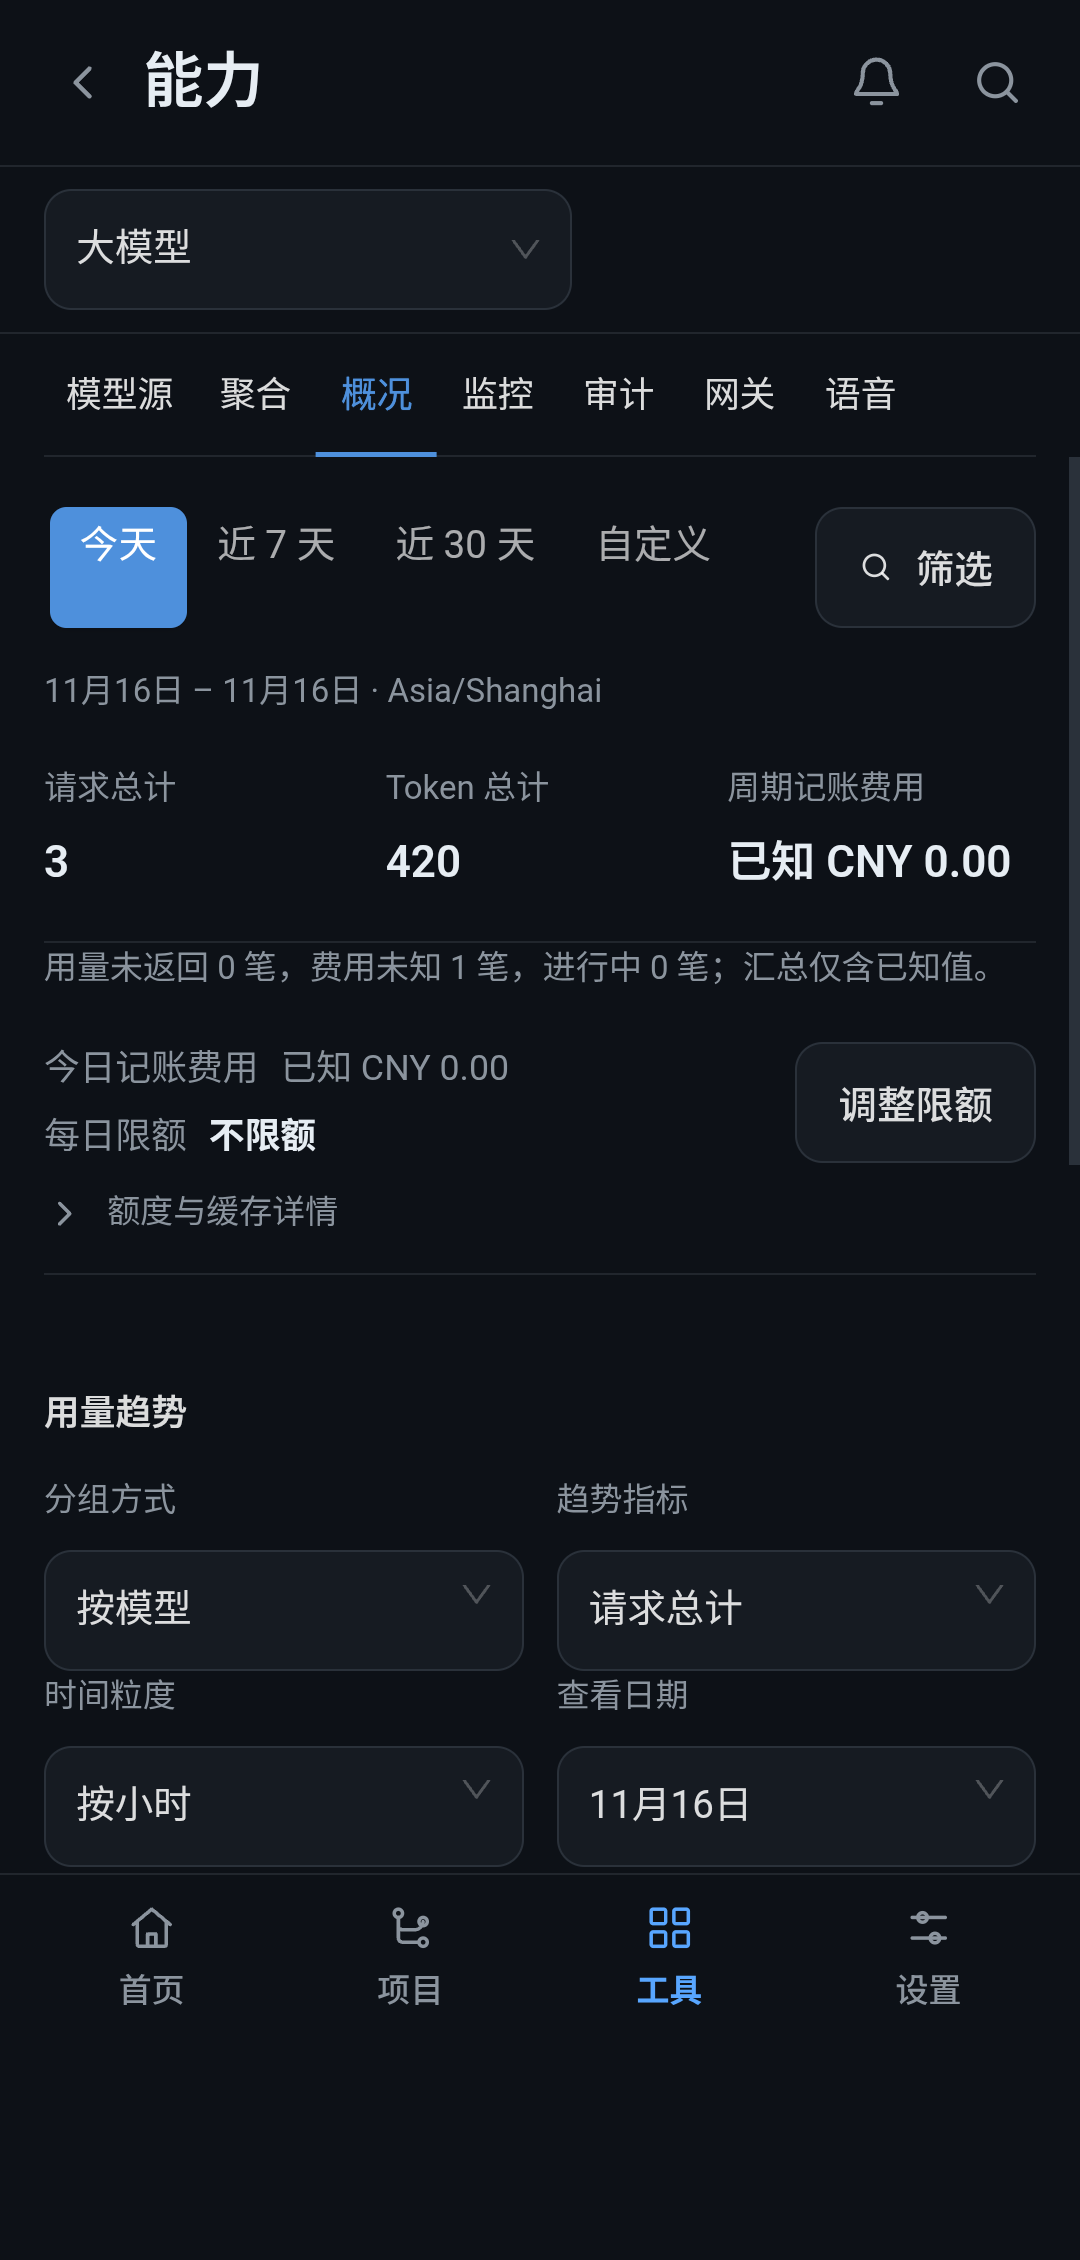 能力
大模型
模型源 聚合 概况 监控 审计 网关 语音
今天 近 7 天 近 30 天 自定义 筛选
11月16日 – 11月16日 · Asia/Shanghai
请求总计 Token 总计 周期记账费用
3 420 已知 CNY 0.00
用量未返回 0 笔，费用未知 1 笔，进行中 0 笔；汇总仅含已知值。
今日记账费用 已知 CNY 0.00
每日限额 不限额
调整限额
额度与缓存详情
用量趋势
分组方式 趋势指标
按模型 请求总计
时间粒度 查看日期
按小时 11月16日
首页 项目 工具 设置